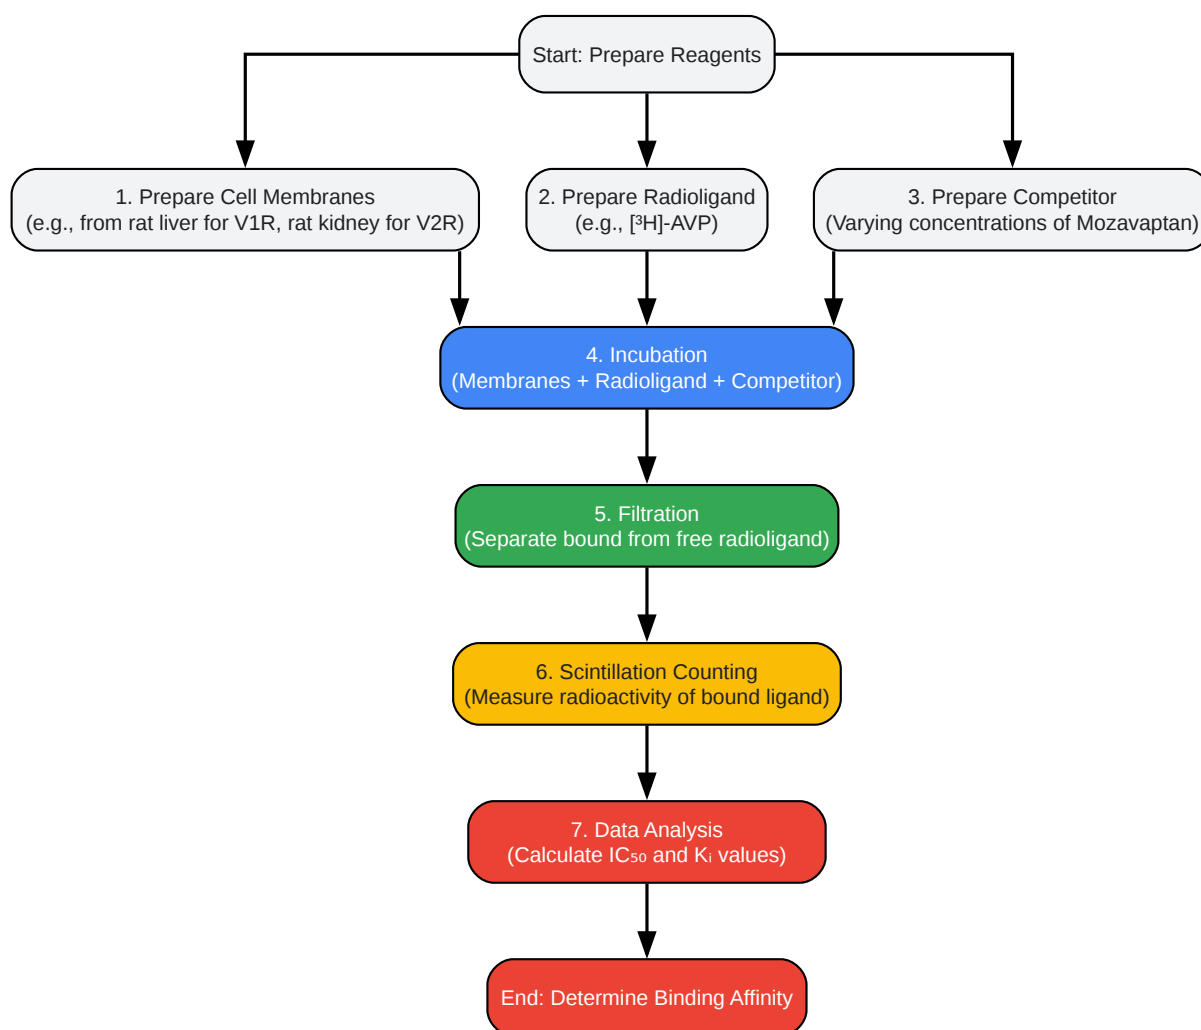 Start: Prepare Reagents
1. Prepare Cell Membranes
(e.g., from rat liver for V1R, rat kidney for V2R)
2. Prepare Radioligand
(e.g., [³H]-AVP)
3. Prepare Competitor
(Varying concentrations of Mozavaptan)
4. Incubation
(Membranes + Radioligand + Competitor)
5. Filtration
(Separate bound from free radioligand)
6. Scintillation Counting
(Measure radioactivity of bound ligand)
7. Data Analysis
(Calculate IC₅₀ and Kᵢ values)
End: Determine Binding Affinity